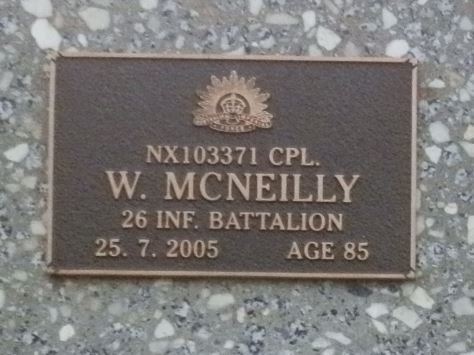 NX103371 CPL.
W. MCNEILLY
26 INF. BATTALION
25. 7. 2005 AGE 85